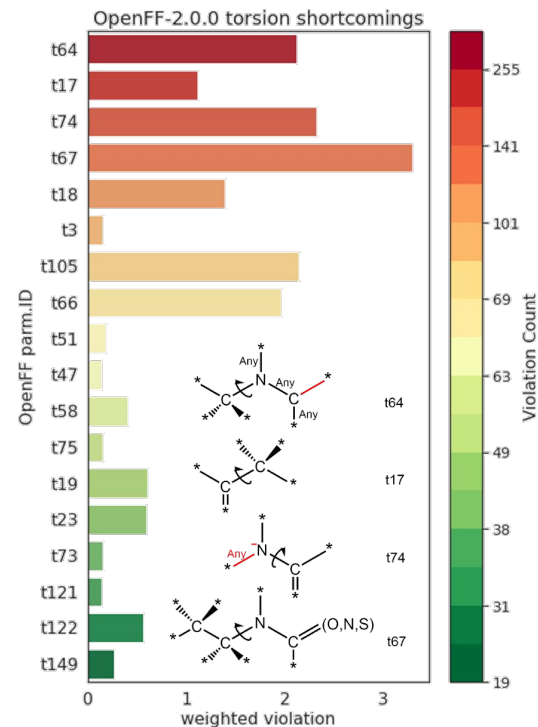 OpenFF-2.0.0 torsion shortcomings
OpenFF parm.ID
t64
t17
t74
t67
t18
t3
t105
t66
t51
t47
t58
t75
t19
t23
t73
t121
t122
t149
0 1 2 3
weighted violation
*
Any
* N Any *
C C
* * Any
*
t64
* *
* C
C *
*
t17
*
Any N *
* C
*
t74
* * *
* C N (O,N,S)
C C
* * *
t67
255
141
101
69
63
49
38
31
19
Violation Count